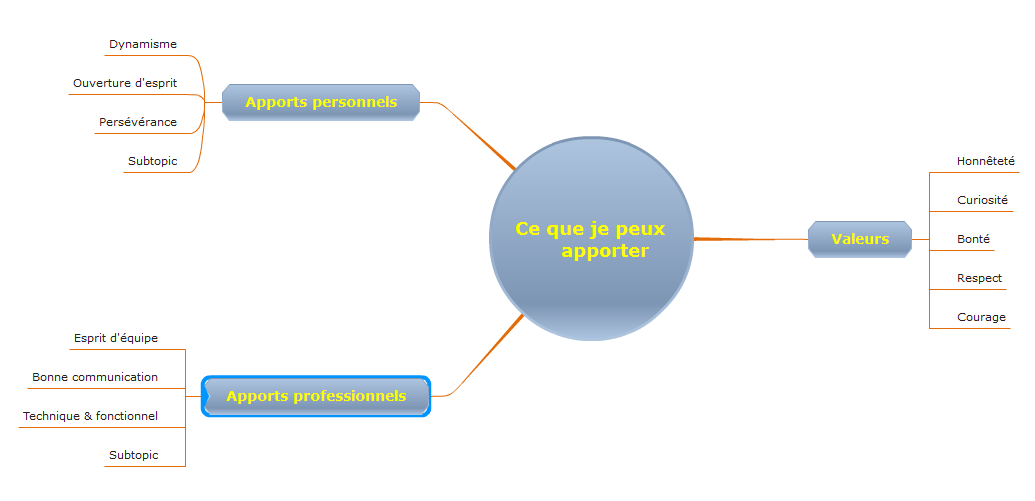 Ce que je peux
apporter
Apports personnels
Dynamisme
Ouverture d'esprit
Persévérance
Subtopic
Valeurs
Honnêteté
Curiosité
Bonté
Respect
Courage
Apports professionnels
Esprit d'équipe
Bonne communication
Technique & fonctionnel
Subtopic